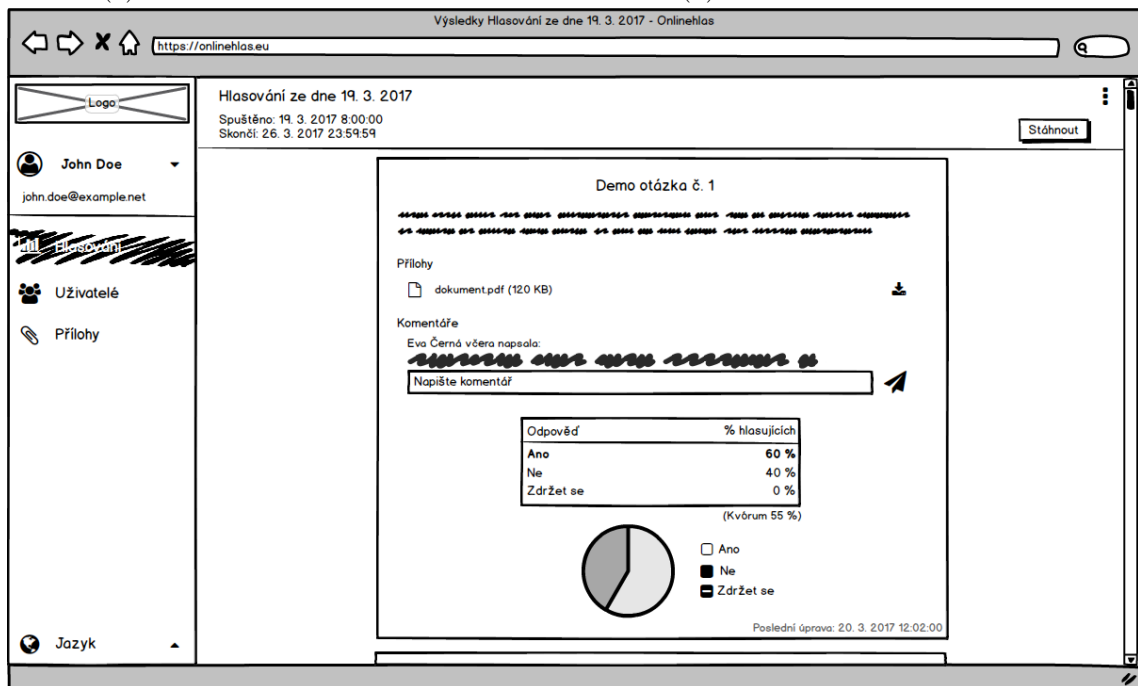 Výsledky Hlasování ze dne 19. 3. 2017 - Onlinehlas
https://onlinehlas.eu
Logo
John Doe
john.doe@example.net
Hlasování
Uživatelé
Přílohy
Jazyk
Hlasování ze dne 19. 3. 2017
Spuštěno: 19. 3. 2017 8:00:00
Skončí: 26. 3. 2017 23:59:59
Stáhnout
Demo otázka č. 1
Přílohy
dokument.pdf (120 KB)
Komentáře
Eva Černá včera napsala:
Napište komentář
Odpověď % hlasujících
Ano 60 %
Ne 40 %
Zdržet se 0 %
(Kvórum 55 %)
Ano
Ne
Zdržet se
Poslední úprava: 20. 3. 2017 12:02:00